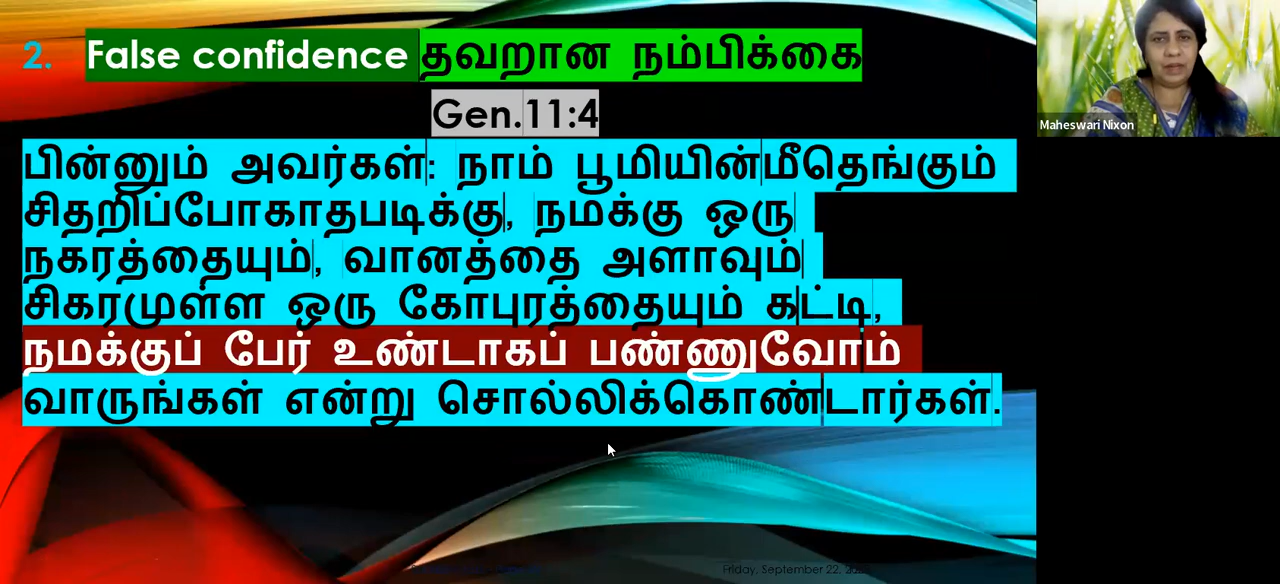 2. False confidence தவறான நம்பிக்கை
Gen.11:4
பின்னும் அவர்கள்: நாம் பூமியின்மீதெங்கும்
சிதறிப்போகாதபடிக்கு, நமக்கு ஒரு
நகரத்தையும், வானத்தை அளாவும்
சிகரமுள்ள ஒரு கோபுரத்தையும் கட்டி,
நமக்குப் பேர் உண்டாகப் பண்ணுவோம்
வாருங்கள் என்று சொல்லிக்கொண்டார்கள்.
Maheswari Nixon
Friday, September 22,